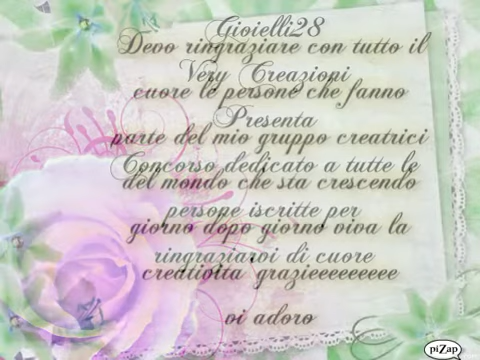 Gioielli28
Devo ringraziare con tutto il
Very Creazioni
cuore le persone che fanno
Presenta
parte del mio gruppo creatrici
Concorso dedicato a tutte le
del mondo che sta crescendo
persone iscritte per
giorno dopo giorno viva la
ringraziarvi di cuore
creativita grazieeeeeeeee
vi adoro
piZap